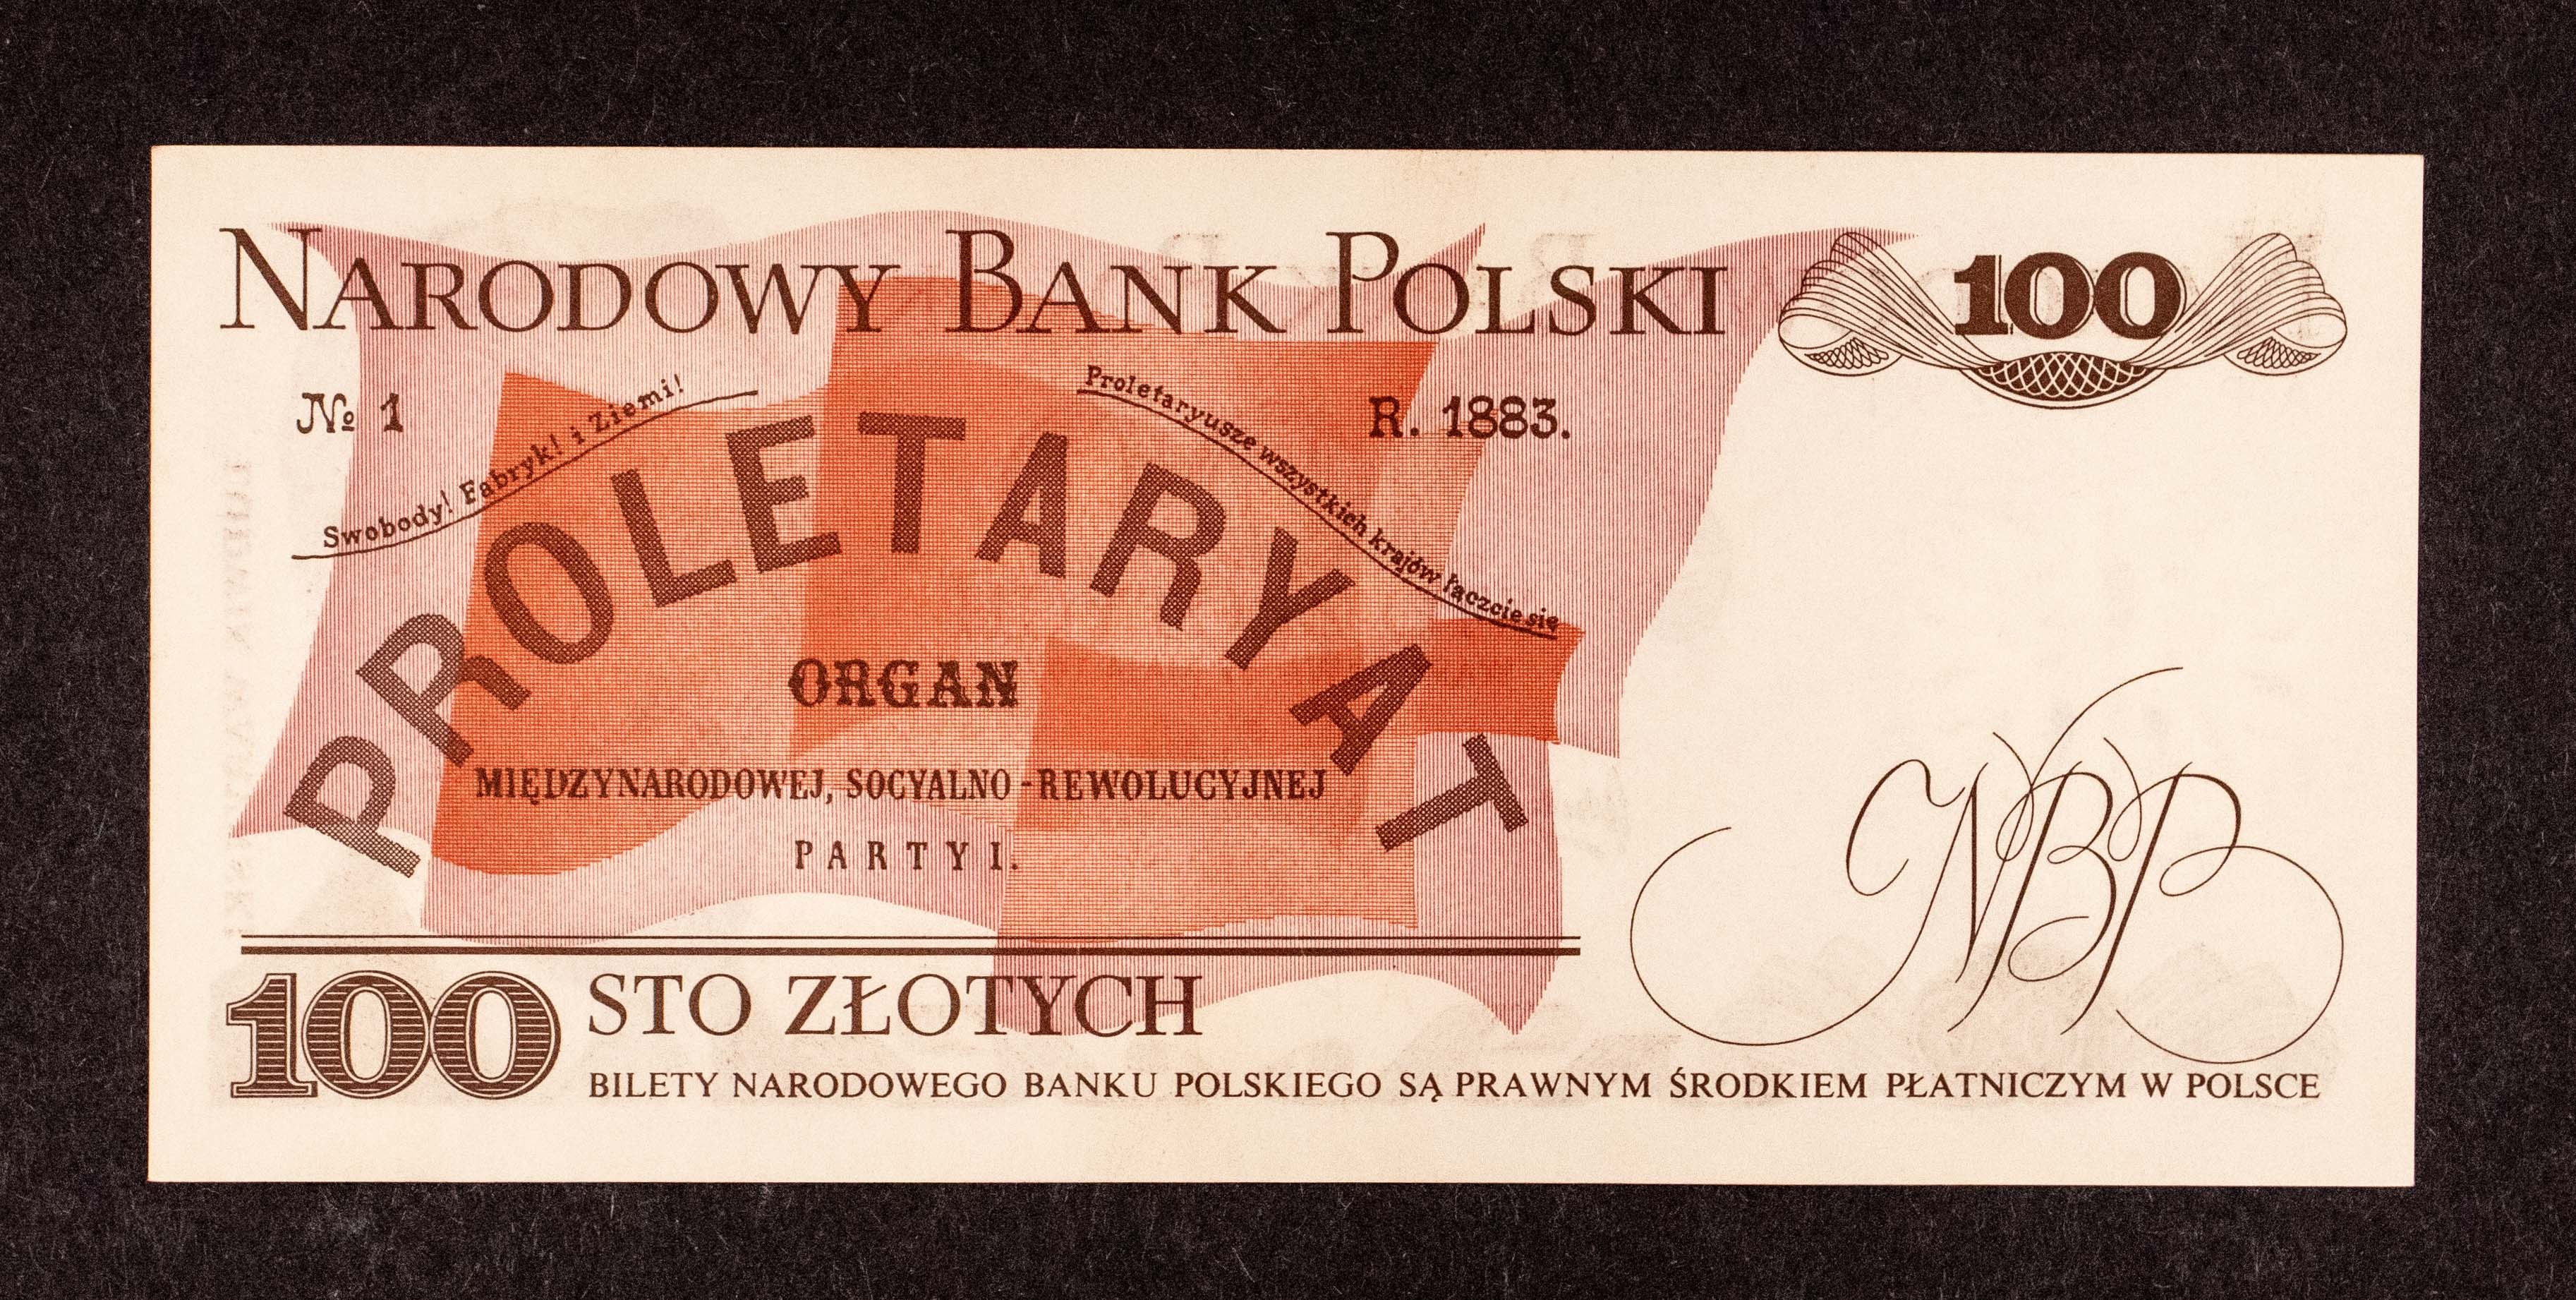 NARODOWY BANK POLSKI
100
№ 1
R. 1883.
Swobody! Fabryk! i Ziemi!
Proletaryusze wszystkich krajów łączcie się
PROLETARYAT
ORGAN
MIĘDZYNARODOWEJ, SOCYALNO-REWOLUCYJNEJ
PARTYI.
NBP
100 STO ZŁOTYCH
BILETY NARODOWEGO BANKU POLSKIEGO SĄ PRAWNYM ŚRODKIEM PŁATNICZYM W POLSCE